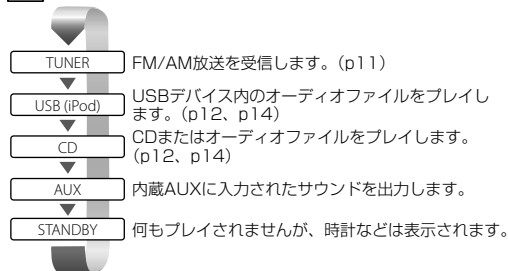 TUNER FM/AM放送を受信します。(p11)
USB (iPod) USBデバイス内のオーディオファイルをプレイし
ます。(p12、p14)
CD CDまたはオーディオファイルをプレイします。
(p12、p14)
AUX 内蔵AUXに入力されたサウンドを出力します。
STANDBY 何もプレイされませんが、時計などは表示されます。